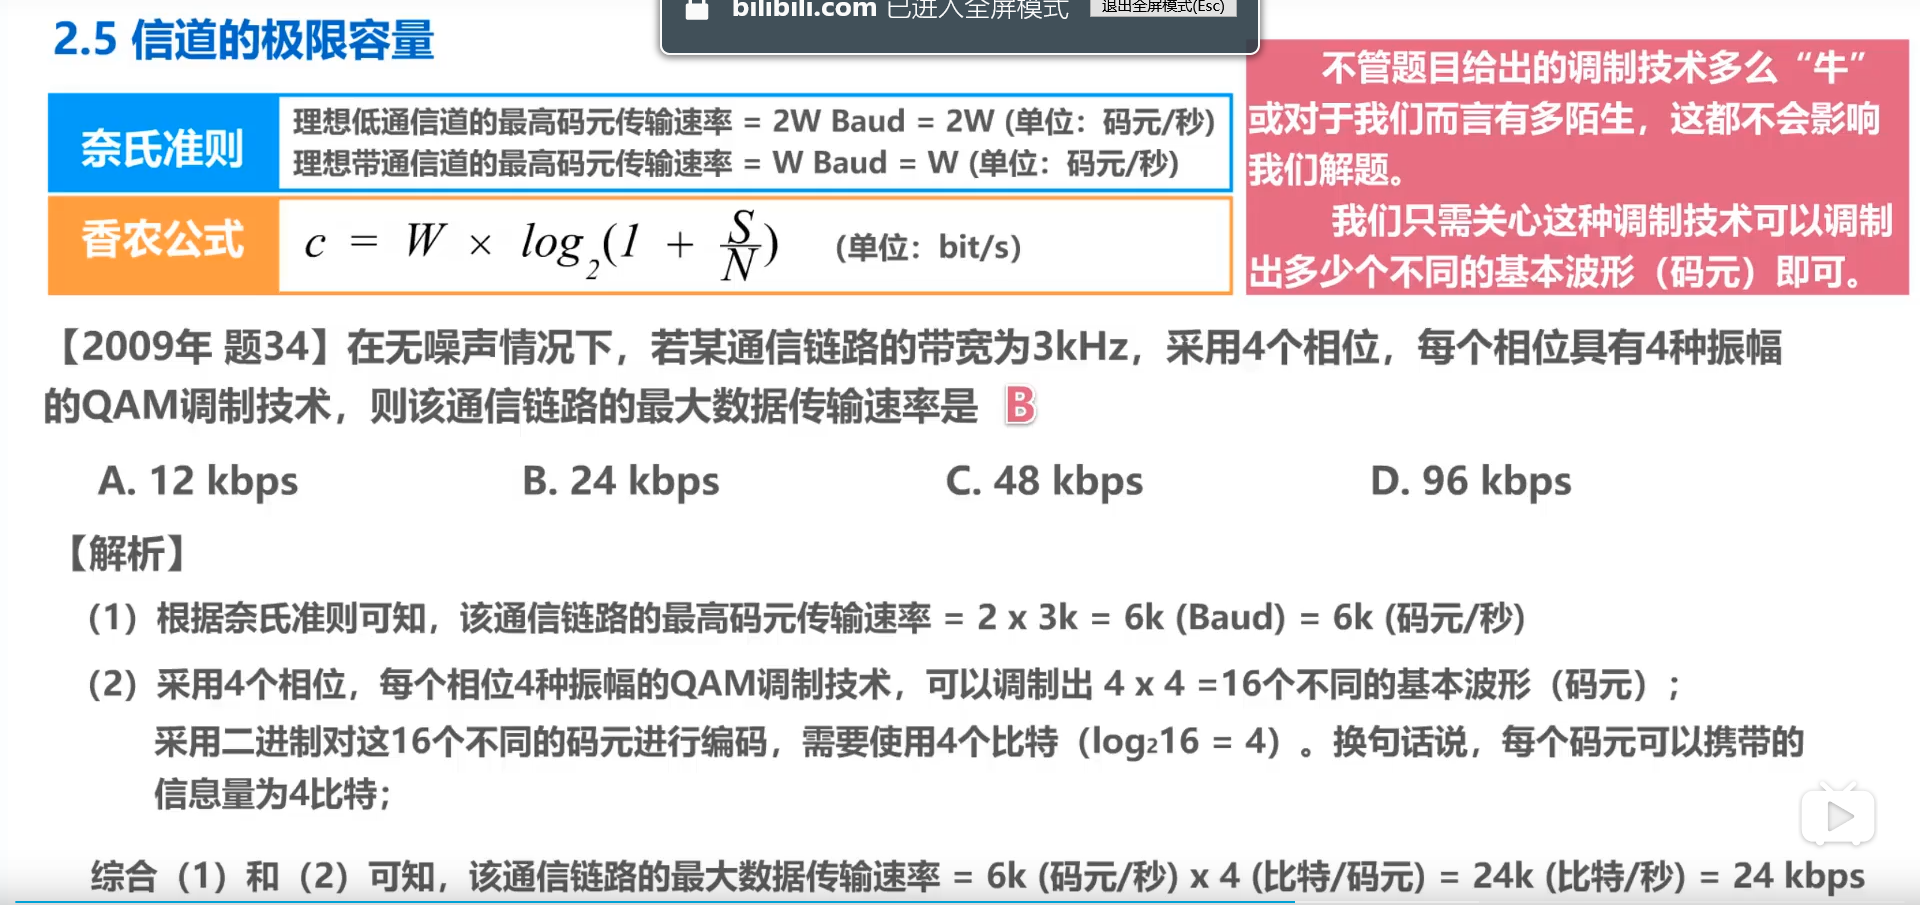 bilibili.com 已进入全屏模式 退出全屏模式(Esc)
2.5 信道的极限容量
奈氏准则
理想低通信道的最高码元传输速率 = 2W Baud = 2W (单位：码元/秒)
理想带通信道的最高码元传输速率 = W Baud = W (单位：码元/秒)
香农公式
c = W × log₂(1 + S/N) (单位：bit/s)
不管题目给出的调制技术多么“牛”
或对于我们而言有多陌生，这都不会影响
我们解题。
我们只需关心这种调制技术可以调制
出多少个不同的基本波形（码元）即可。
【2009年 题34】在无噪声情况下，若某通信链路的带宽为3kHz，采用4个相位，每个相位具有4种振幅
的QAM调制技术，则该通信链路的最大数据传输速率是 B
A. 12 kbps B. 24 kbps C. 48 kbps D. 96 kbps
【解析】
（1）根据奈氏准则可知，该通信链路的最高码元传输速率 = 2 x 3k = 6k (Baud) = 6k (码元/秒)
（2）采用4个相位，每个相位4种振幅的QAM调制技术，可以调制出 4 x 4 =16个不同的基本波形（码元）；
采用二进制对这16个不同的码元进行编码，需要使用4个比特（log₂16 = 4）。换句话说，每个码元可以携带的
信息量为4比特；
综合（1）和（2）可知，该通信链路的最大数据传输速率 = 6k (码元/秒) x 4 (比特/码元) = 24k (比特/秒) = 24 kbps